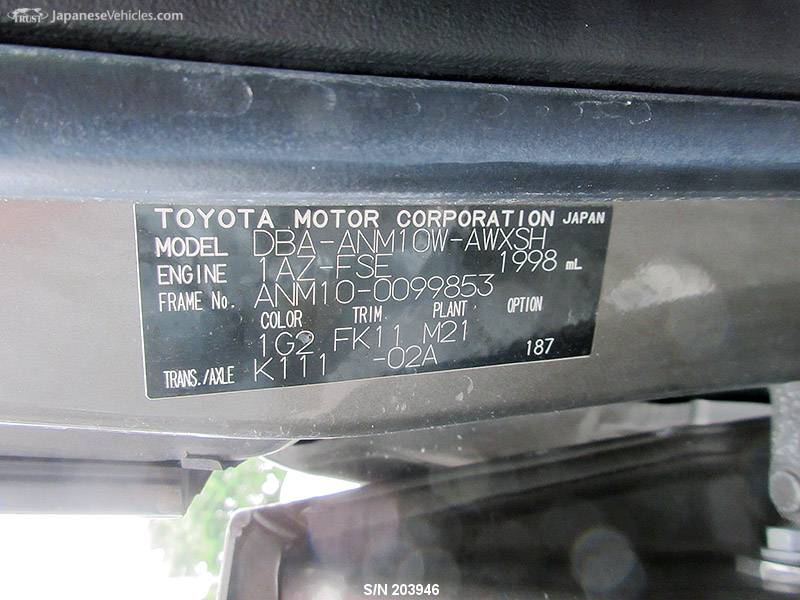 TRUST JapaneseVehicles.com
TOYOTA MOTOR CORPORATION JAPAN
MODEL DBA-ANM10W-AWXSH
ENGINE 1AZ-FSE 1998 mL
FRAME No. ANM10-0099853
COLOR TRIM PLANT OPTION
1G2 FK11 M21
TRANS./AXLE K111 -02A 187
S/N 203946